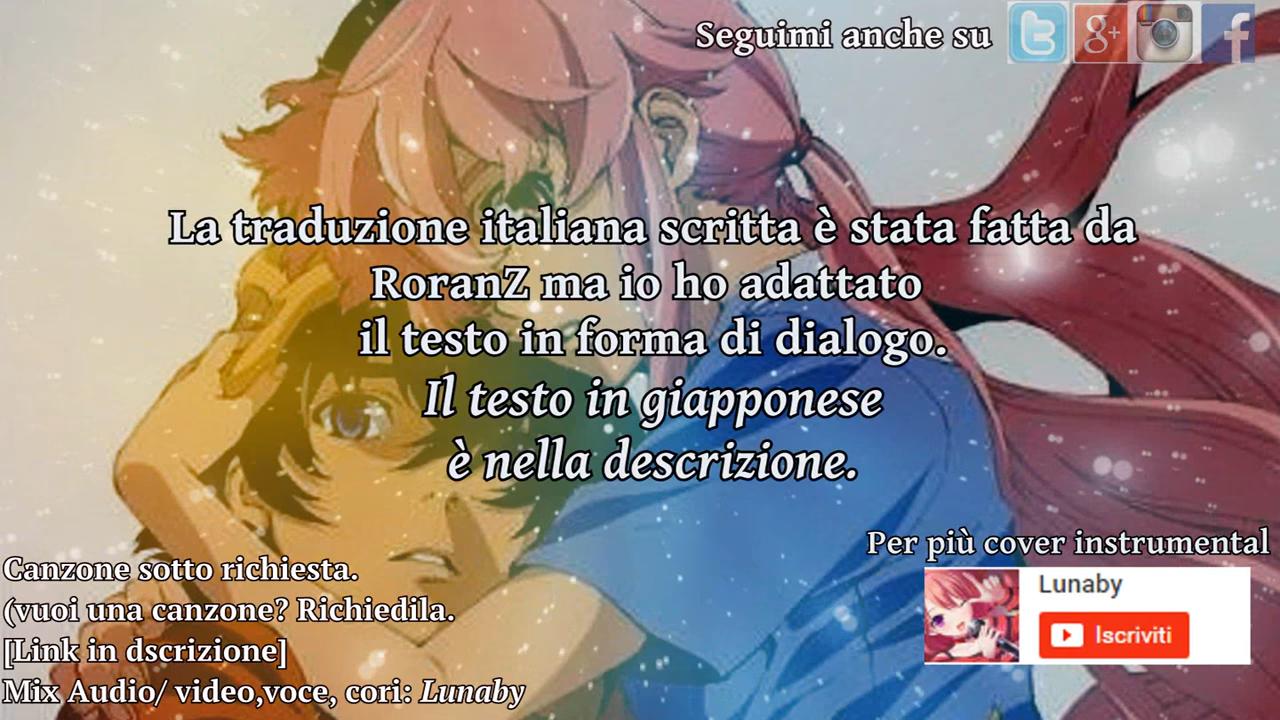 Seguimi anche su
g+
f
La traduzione italiana scritta è stata fatta da
RoranZ ma io ho adattato
il testo in forma di dialogo.
Il testo in giapponese
è nella descrizione.
Canzone sotto richiesta.
(vuoi una canzone? Richiedila.
[Link in dscrizione]
Mix Audio/ video,voce, cori: Lunaby
Per più cover instrumental
Lunaby
Iscriviti